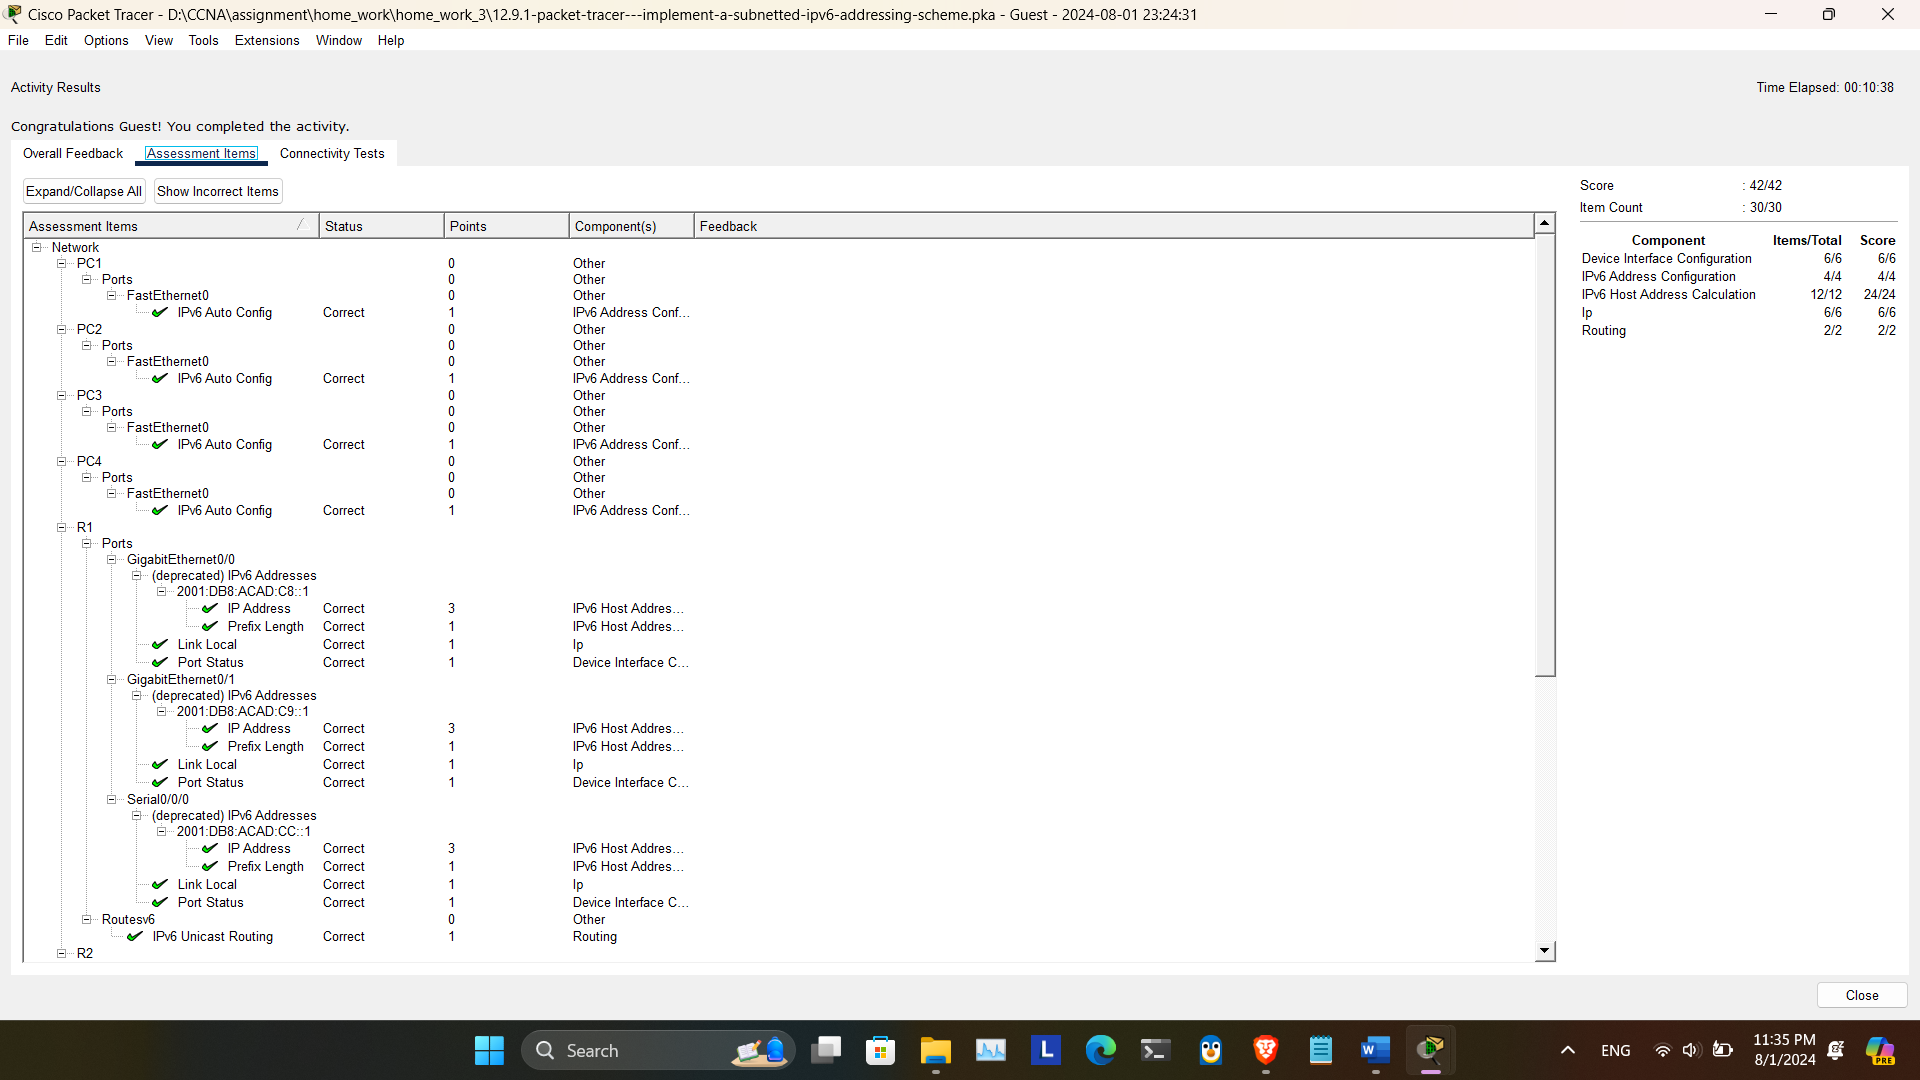 Cisco Packet Tracer - D:\CCNA\assignment\home_work\home_work_3\12.9.1-packet-tracer---implement-a-subnetted-ipv6-addressing-scheme.pka - Guest - 2024-08-01 23:24:31
File Edit Options View Tools Extensions Window Help
Activity Results Time Elapsed: 00:10:38
Congratulations Guest! You completed the activity.
Overall Feedback Assessment Items Connectivity Tests
Expand/Collapse All Show Incorrect Items
Assessment Items Status Points Component(s) Feedback
Network
PC1 0 Other
Ports 0 Other
FastEthernet0 0 Other
IPv6 Auto Config Correct 1 IPv6 Address Conf...
PC2 0 Other
Ports 0 Other
FastEthernet0 0 Other
IPv6 Auto Config Correct 1 IPv6 Address Conf...
PC3 0 Other
Ports 0 Other
FastEthernet0 0 Other
IPv6 Auto Config Correct 1 IPv6 Address Conf...
PC4 0 Other
Ports 0 Other
FastEthernet0 0 Other
IPv6 Auto Config Correct 1 IPv6 Address Conf...
R1
Ports
GigabitEthernet0/0
(deprecated) IPv6 Addresses
2001:DB8:ACAD:C8::1
IP Address Correct 3 IPv6 Host Addres...
Prefix Length Correct 1 IPv6 Host Addres...
Link Local Correct 1 Ip
Port Status Correct 1 Device Interface C...
GigabitEthernet0/1
(deprecated) IPv6 Addresses
2001:DB8:ACAD:C9::1
IP Address Correct 3 IPv6 Host Addres...
Prefix Length Correct 1 IPv6 Host Addres...
Link Local Correct 1 Ip
Port Status Correct 1 Device Interface C...
Serial0/0/0
(deprecated) IPv6 Addresses
2001:DB8:ACAD:CC::1
IP Address Correct 3 IPv6 Host Addres...
Prefix Length Correct 1 IPv6 Host Addres...
Link Local Correct 1 Ip
Port Status Correct 1 Device Interface C...
Routesv6 0 Other
IPv6 Unicast Routing Correct 1 Routing
R2
Score : 42/42
Item Count : 30/30
Component Items/Total Score
Device Interface Configuration 6/6 6/6
IPv6 Address Configuration 4/4 4/4
IPv6 Host Address Calculation 12/12 24/24
Ip 6/6 6/6
Routing 2/2 2/2
Close
Search
L
W
ENG
11:35 PM
8/1/2024
PRE